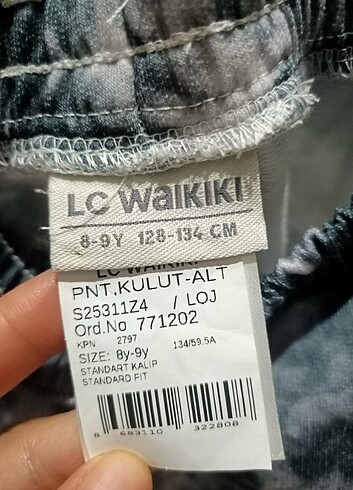 LC WAIKIKI
8-9Y 128-134 CM
LC WAIKIKI
PNT.KULUT-ALT
S25311Z4 / LOJ
Ord.No 771202
KPN 2797
SIZE: 8y-9y 134/59.5A
STANDART KALIP
STANDARD FIT
8 683110 322808